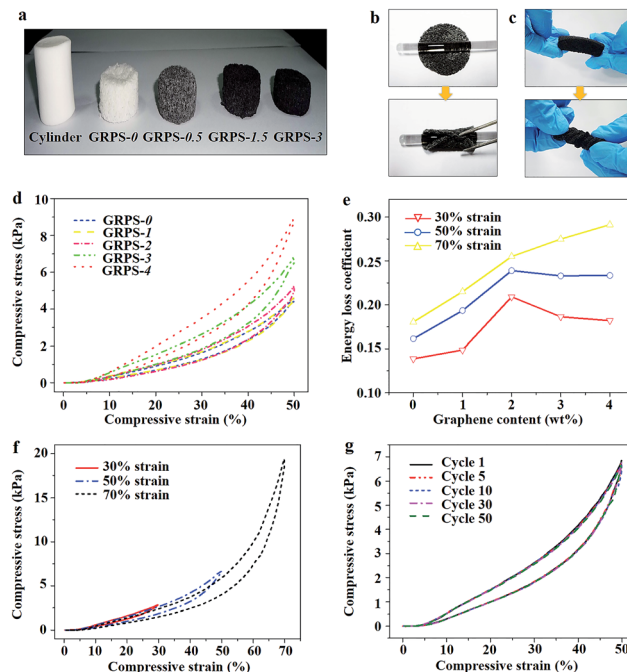 a
Cylinder GRPS-0 GRPS-0.5 GRPS-1.5 GRPS-3
b
c
d
Compressive stress (kPa)
10
8
6
4
2
0
GRPS-0
GRPS-1
GRPS-2
GRPS-3
GRPS-4
0 10 20 30 40 50
Compressive strain (%)
e
Energy loss coefficient
0.30
0.25
0.20
0.15
0.10
30% strain
50% strain
70% strain
0 1 2 3 4
Graphene content (wt%)
f
Compressive stress (kPa)
20
15
10
5
0
30% strain
50% strain
70% strain
0 10 20 30 40 50 60 70
Compressive strain (%)
g
Compressive stress (kPa)
7
6
5
4
3
2
1
0
Cycle 1
Cycle 5
Cycle 10
Cycle 30
Cycle 50
0 10 20 30 40 50
Compressive strain (%)